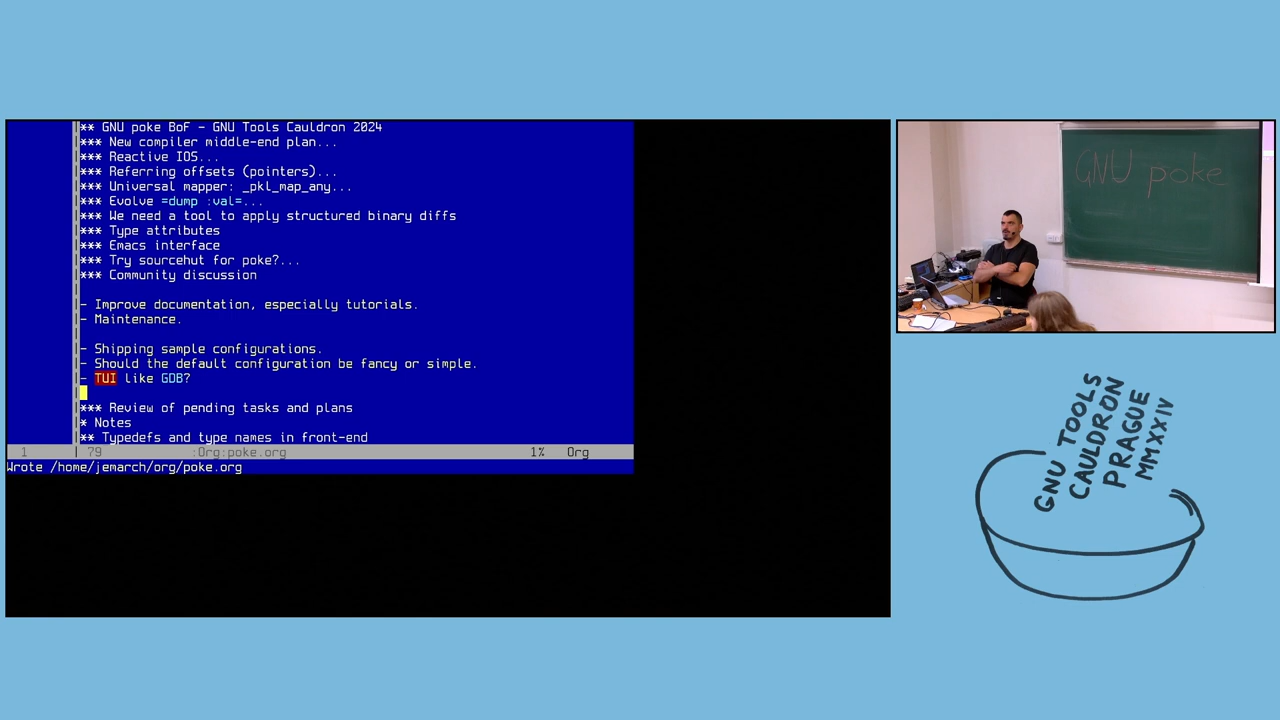 ** GNU poke BoF - GNU Tools Cauldron 2024
*** New compiler middle-end plan...
*** Reactive IOS...
*** Referring offsets (pointers)...
*** Universal mapper: _pkl_map_any...
*** Evolve =dump :val=...
*** We need a tool to apply structured binary diffs
*** Type attributes
*** Emacs interface
*** Try sourcehut for poke?...
*** Community discussion
- Improve documentation, especially tutorials.
- Maintenance.
- Shipping sample configurations.
- Should the default configuration be fancy or simple.
- TUI like GDB?
*** Review of pending tasks and plans
* Notes
** Typedefs and type names in front-end
1 | 79 :Org:poke.org 1% Org
Wrote /home/jemarch/org/poke.org
GNU poke
GNU TOOLS
CAULDRON
PRAGUE
MMXXIV